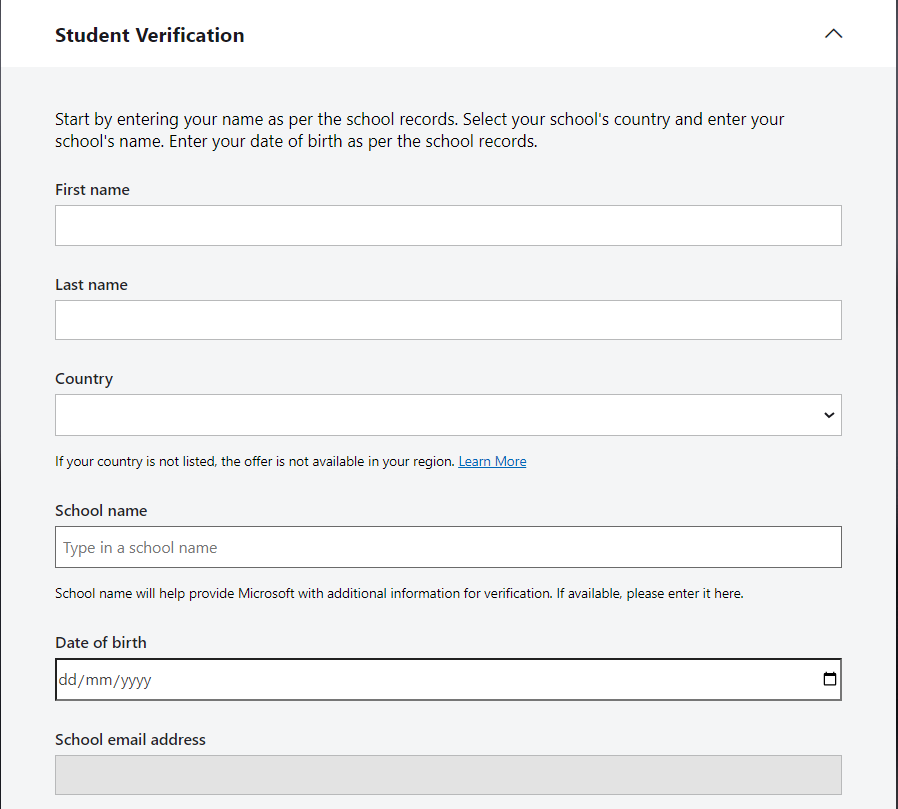 Student Verification
Start by entering your name as per the school records. Select your school's country and enter your
school's name. Enter your date of birth as per the school records.
First name
Last name
Country
If your country is not listed, the offer is not available in your region. Learn More
School name
Type in a school name
School name will help provide Microsoft with additional information for verification. If available, please enter it here.
Date of birth
dd/mm/yyyy
School email address